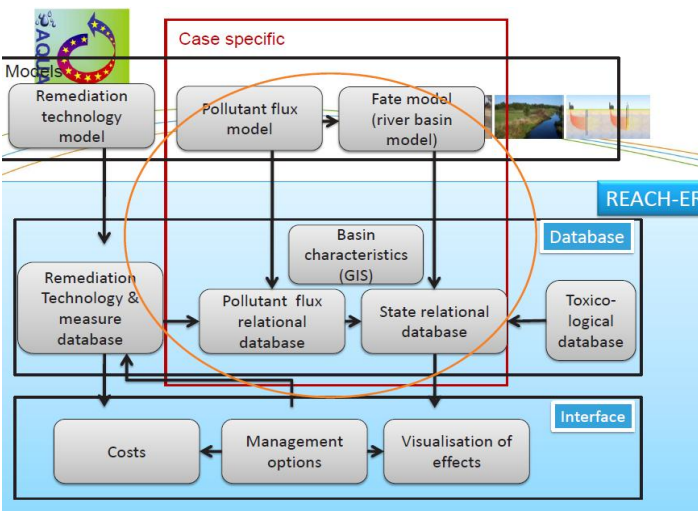 AQUA
Case specific
Models
Remediation
technology
model
Pollutant flux
model
Fate model
(river basin
model)
REACH-ER
Database
Basin
characteristics
(GIS)
Remediation
Technology &
measure
database
Pollutant flux
relational
database
State relational
database
Toxico-
logical
database
Interface
Costs
Management
options
Visualisation of
effects